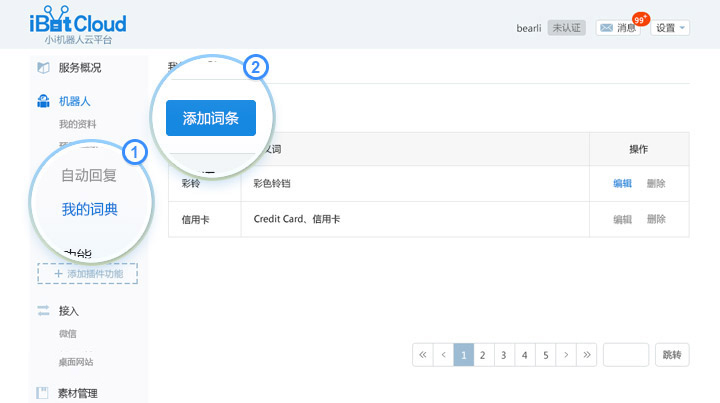 iBotCloud
小i机器人云平台
bearli 未认证 消息 99+ 设置
服务概况
机器人
我的资料
自动回复
我的词典
功能
+ 添加插件功能
接入
微信
桌面网站
素材管理
1
2
添加词条
义词 操作
彩铃 彩色铃铛 编辑 删除
信用卡 Credit Card、信用卡 编辑 删除
« ‹ 1 2 3 4 5 › » 跳转